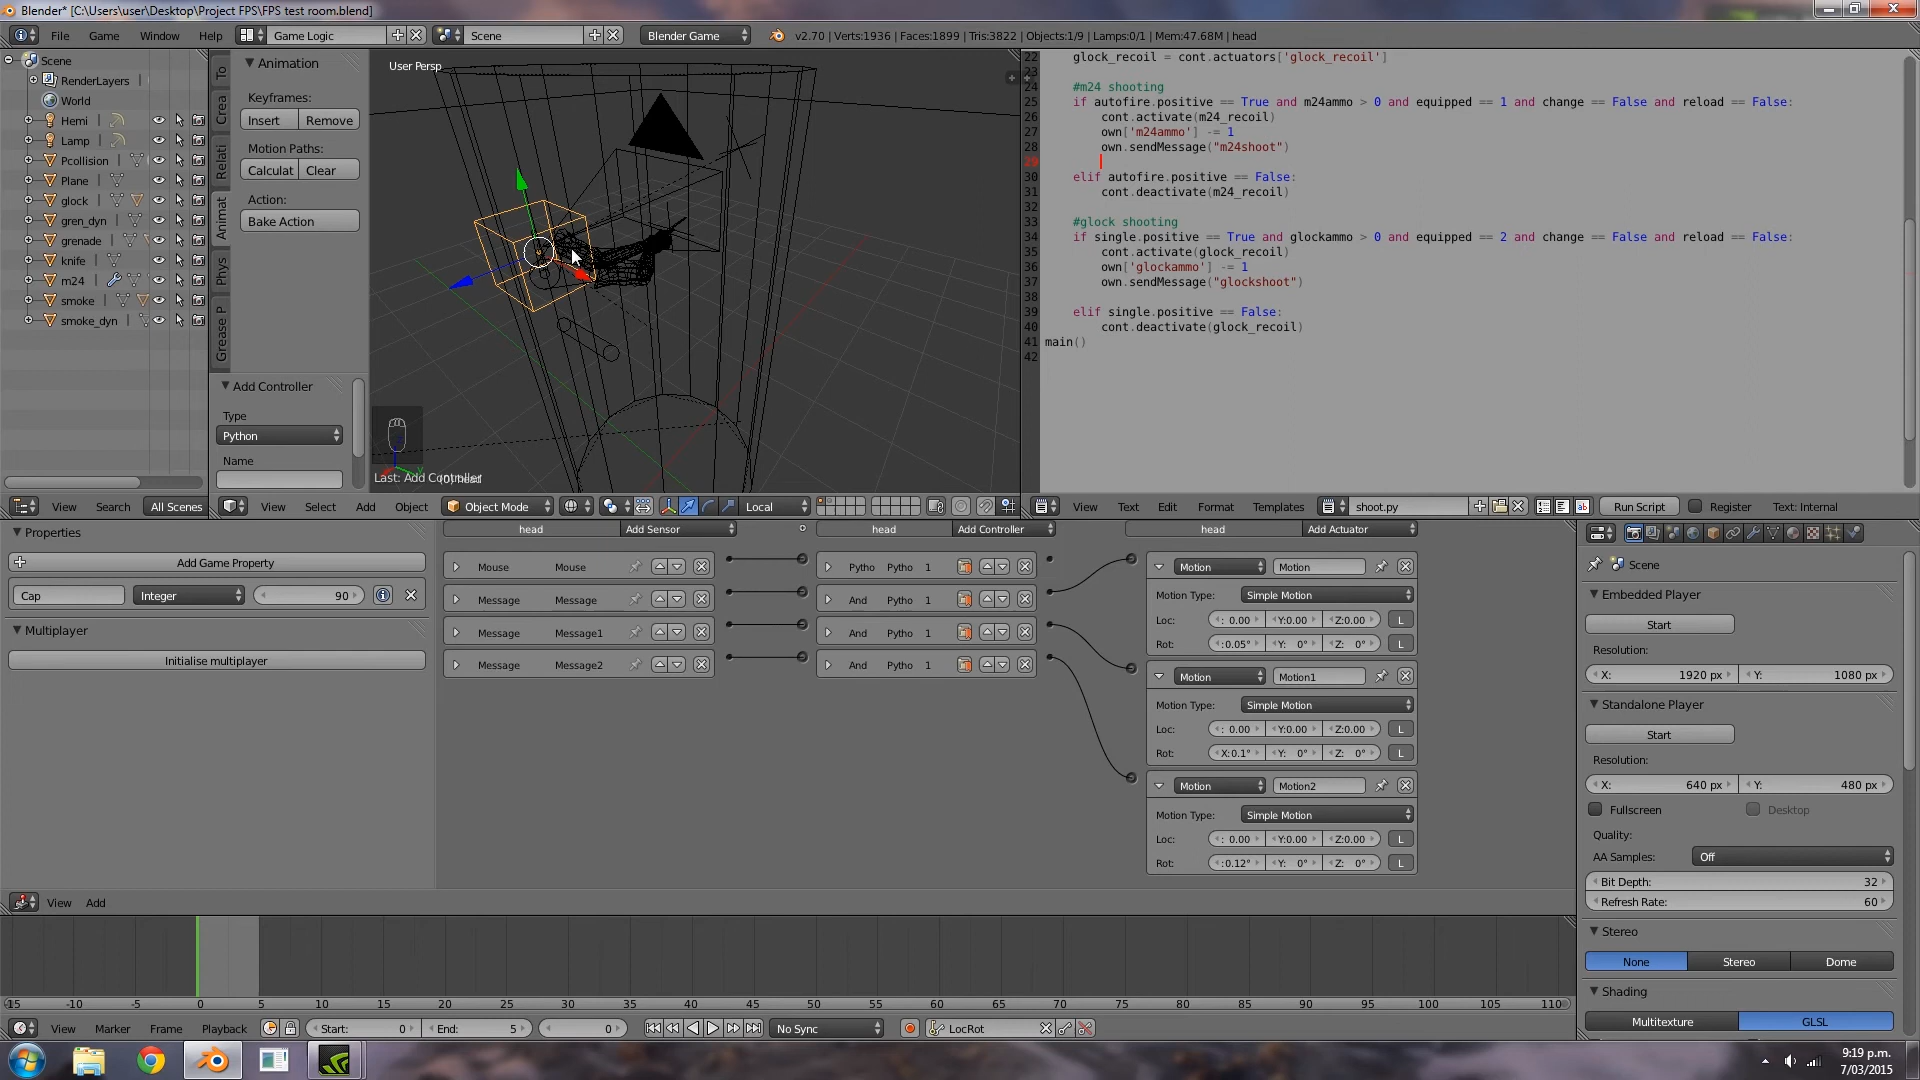 Blender* [C:\Users\user\Desktop\Project FPS\FPS test room.blend]
File Game Window Help Game Logic Scene Blender Game v2.70 | Verts:1936 | Faces:1899 | Tris:3822 | Objects:1/9 | Lamps:0/1 | Mem:47.68M | head
Scene
RenderLayers
World
Hemi
Lamp
Pcollision
Plane
glock
gren_dyn
grenade
knife
m24
smoke
smoke_dyn
View Search All Scenes
To
Crea
Relati
Animat
Phys
Grease P
Animation
Keyframes:
Insert Remove
Motion Paths:
Calculat Clear
Action:
Bake Action
Add Controller
Type
Python
Name
User Persp
Last: Add Controller
(0) head
View Select Add Object Object Mode Local
22 glock_recoil = cont.actuators['glock_recoil']
23
24 #m24 shooting
25 if autofire.positive == True and m24ammo > 0 and equipped == 1 and change == False and reload == False:
26 cont.activate(m24_recoil)
27 own['m24ammo'] -= 1
28 own.sendMessage("m24shoot")
29
30 elif autofire.positive == False:
31 cont.deactivate(m24_recoil)
32
33 #glock shooting
34 if single.positive == True and glockammo > 0 and equipped == 2 and change == False and reload == False:
35 cont.activate(glock_recoil)
36 own['glockammo'] -= 1
37 own.sendMessage("glockshoot")
38
39 elif single.positive == False:
40 cont.deactivate(glock_recoil)
41 main()
42
View Text Edit Format Templates shoot.py Run Script Register Text: Internal
Properties
Add Game Property
Cap Integer 90
Multiplayer
Initialise multiplayer
head Add Sensor
Mouse Mouse
Message Message
Message Message1
Message Message2
head Add Controller
Pytho Pytho 1
And Pytho 1
And Pytho 1
And Pytho 1
head Add Actuator
Motion Motion
Motion Type: Simple Motion
Loc: : 0.00 Y:0.00 Z:0.00 L
Rot: :0.05° Y: 0° Z: 0° L
Motion Motion1
Motion Type: Simple Motion
Loc: : 0.00 Y:0.00 Z:0.00 L
Rot: X:0.1° Y: 0° Z: 0° L
Motion Motion2
Motion Type: Simple Motion
Loc: : 0.00 Y:0.00 Z:0.00 L
Rot: :0.12° Y: 0° Z: 0° L
View Add
Scene
Embedded Player
Start
Resolution:
X: 1920 px Y: 1080 px
Standalone Player
Start
Resolution:
X: 640 px Y: 480 px
Fullscreen Desktop
Quality:
AA Samples: Off
Bit Depth: 32
Refresh Rate: 60
Stereo
None Stereo Dome
Shading
Multitexture GLSL
-15 -10 -5 0 5 10 15 20 25 30 35 40 45 50 55 60 65 70 75 80 85 90 95 100 105 110
View Marker Frame Playback Start: 0 End: 5 0 No Sync LocRot
9:19 p.m.
7/03/2015